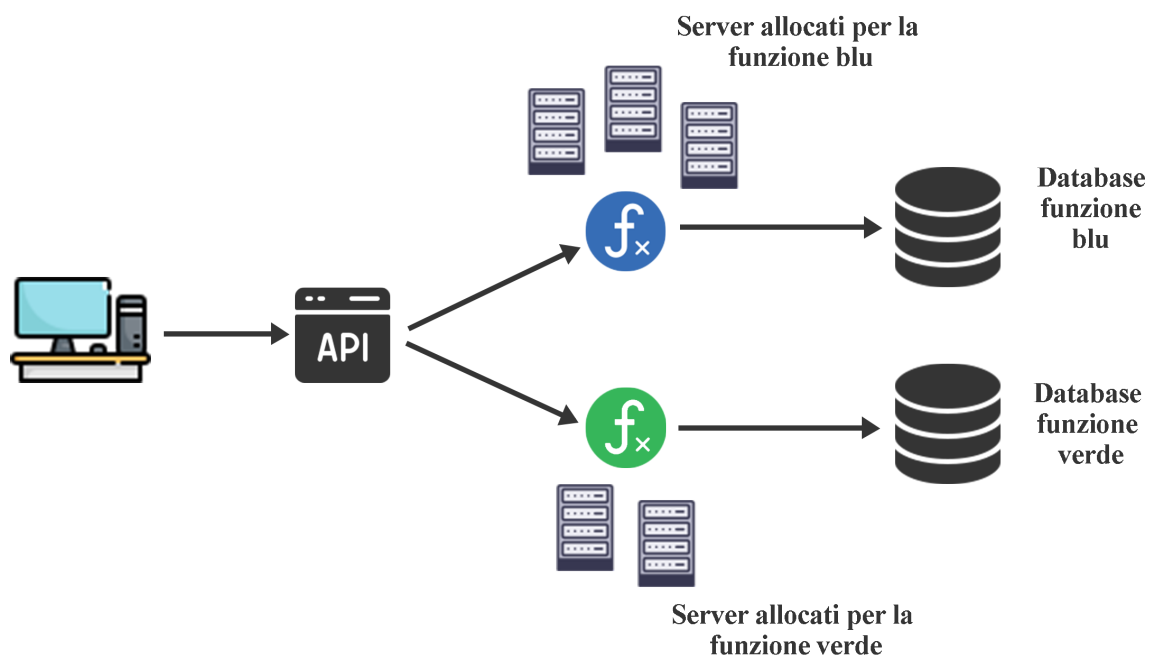 Server allocati per la
funzione blu
Database
funzione
blu
API
Database
funzione
verde
Server allocati per la
funzione verde